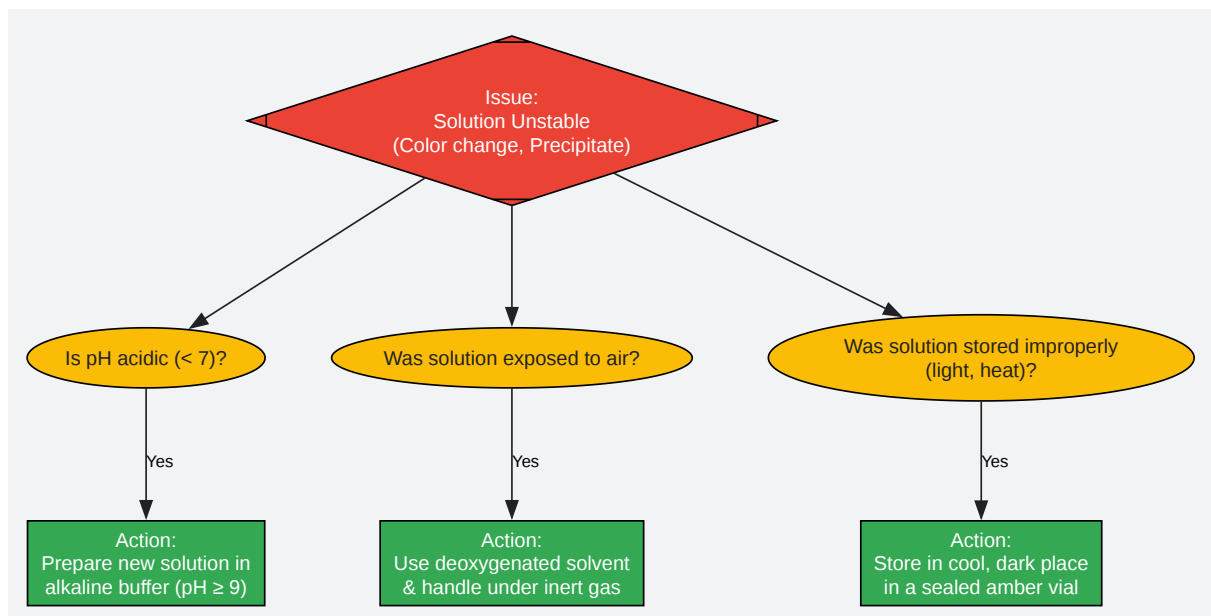 Issue:
Solution Unstable
(Color change, Precipitate)
Is pH acidic (< 7)?
Was solution exposed to air?
Was solution stored improperly
(light, heat)?
Yes
Yes
Yes
Action:
Prepare new solution in
alkaline buffer (pH ≥ 9)
Action:
Use deoxygenated solvent
& handle under inert gas
Action:
Store in cool, dark place
in a sealed amber vial